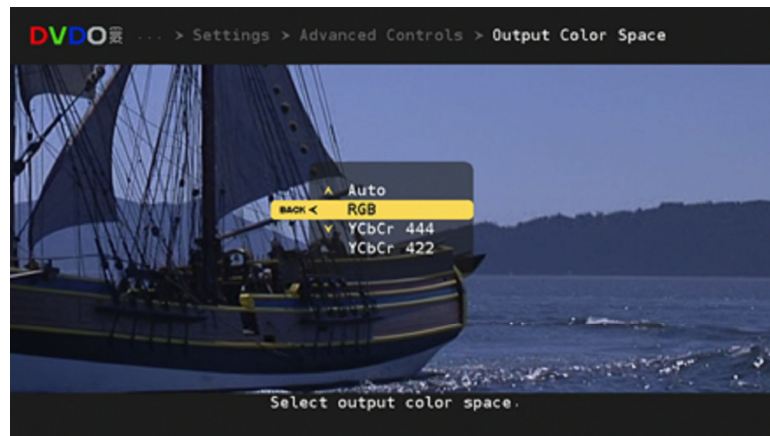 DVDO ... > Settings > Advanced Controls > Output Color Space
Auto
BACK < RGB
YCbCr 444
YCbCr 422
Select output color space.